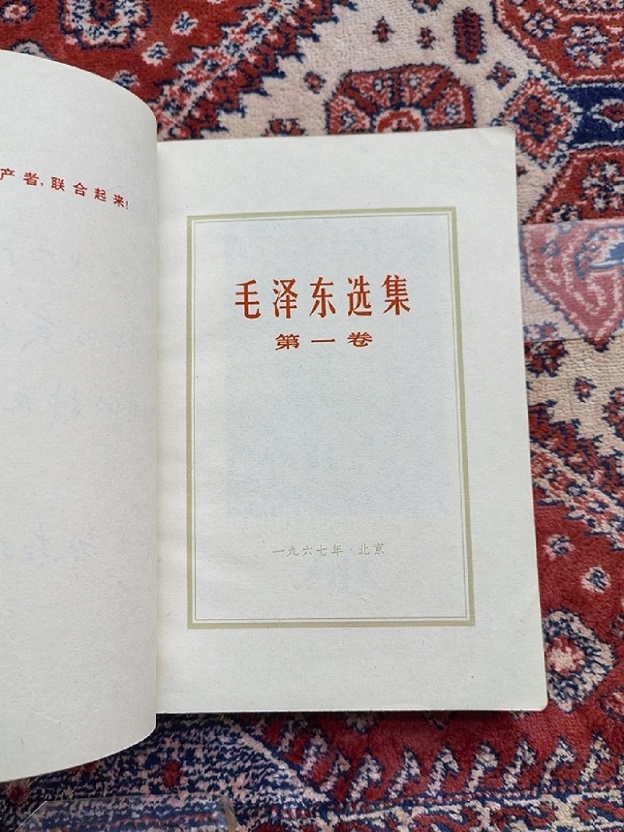 产者,联合起来!
毛泽东选集
第一卷
一九六七年·北京